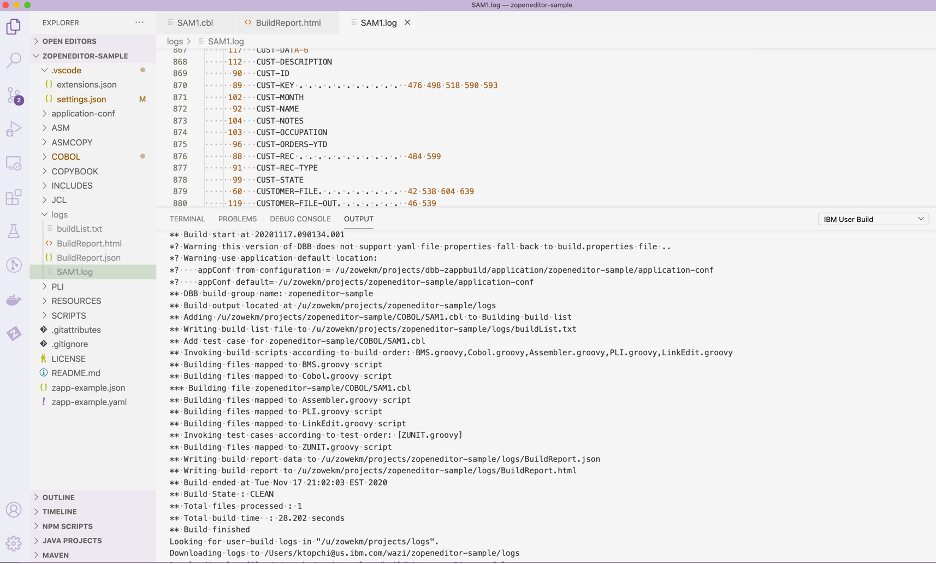 SAM1.log — zopeneditor-sample
EXPLORER
OPEN EDITORS
ZOPENEDITOR-SAMPLE
.vscode
extensions.json
settings.json M
application-conf
ASM
ASMCOPY
COBOL
COPYBOOK
INCLUDES
JCL
logs
buildList.txt
BuildReport.html
BuildReport.json
SAM1.log
PLI
RESOURCES
SCRIPTS
.gitattributes
.gitignore
LICENSE
README.md
zapp-example.json
zapp-example.yaml
OUTLINE
TIMELINE
NPM SCRIPTS
JAVA PROJECTS
MAVEN
2
SAM1.cbl
BuildReport.html
SAM1.log
logs > SAM1.log
867 117 CUST-DATA-6
868 112 CUST-DESCRIPTION
869 90 CUST-ID
870 89 CUST-KEY . . . . . . . . . . . 476 498 518 590 593
871 102 CUST-MONTH
872 92 CUST-NAME
873 104 CUST-NOTES
874 103 CUST-OCCUPATION
875 96 CUST-ORDERS-YTD
876 88 CUST-REC . . . . . . . . . . . 484 599
877 91 CUST-REC-TYPE
878 99 CUST-STATE
879 60 CUSTOMER-FILE. . . . . . . . . 42 538 604 639
880 119 CUSTOMER-FILE-OUT. . . . . . . 46 539
TERMINAL PROBLEMS DEBUG CONSOLE OUTPUT
IBM User Build
** Build start at 20201117.090134.001
*? Warning this version of DBB does not support yaml file properties fall back to build.properties file ..
*? Warning use application default location:
*? appConf from configuration = /u/zowekm/projects/dbb-zappbuild/application/zopeneditor-sample/application-conf
*? appConf default= /u/zowekm/projects/zopeneditor-sample/application-conf
** DBB build group name: zopeneditor-sample
** Build output located at /u/zowekm/projects/zopeneditor-sample/logs
** Adding /u/zowekm/projects/zopeneditor-sample/COBOL/SAM1.cbl to Building build list
** Writing build list file to /u/zowekm/projects/zopeneditor-sample/logs/buildList.txt
** Add test case for zopeneditor-sample/COBOL/SAM1.cbl
** Invoking build scripts according to build order: BMS.groovy,Cobol.groovy,Assembler.groovy,PLI.groovy,LinkEdit.groovy
** Building files mapped to BMS.groovy script
** Building files mapped to Cobol.groovy script
*** Building file zopeneditor-sample/COBOL/SAM1.cbl
** Building files mapped to Assembler.groovy script
** Building files mapped to PLI.groovy script
** Building files mapped to LinkEdit.groovy script
** Invoking test cases according to test order: [ZUNIT.groovy]
** Building files mapped to ZUNIT.groovy script
** Writing build report data to /u/zowekm/projects/zopeneditor-sample/logs/BuildReport.json
** Writing build report to /u/zowekm/projects/zopeneditor-sample/logs/BuildReport.html
** Build ended at Tue Nov 17 21:02:03 EST 2020
** Build State : CLEAN
** Total files processed : 1
** Total build time : 28.202 seconds
** Build finished
Looking for user-build logs in "/u/zowekm/projects/logs".
Downloading logs to /Users/ktopchi@us.ibm.com/wazi/zopeneditor-sample/logs